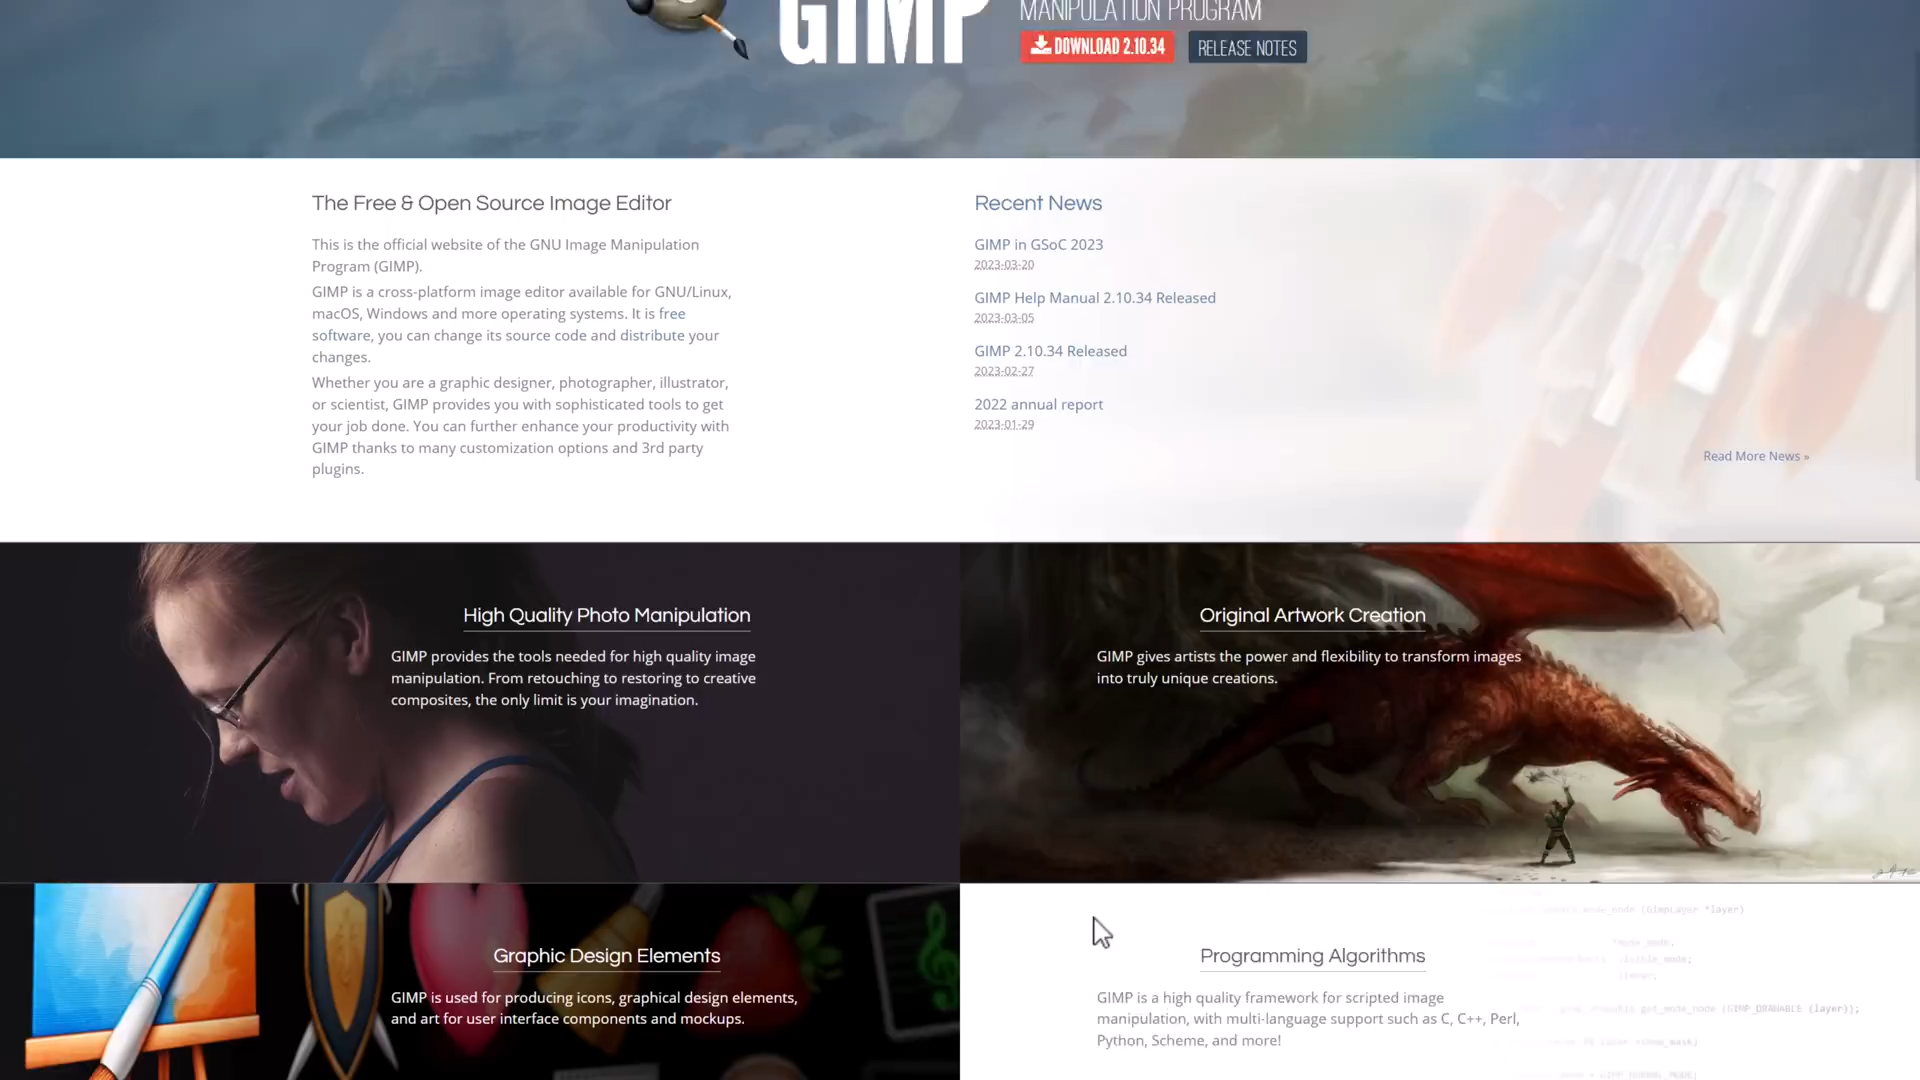 GIMP
MANIPULATION PROGRAM
DOWNLOAD 2.10.34
RELEASE NOTES
The Free & Open Source Image Editor
This is the official website of the GNU Image Manipulation
Program (GIMP).
GIMP is a cross-platform image editor available for GNU/Linux,
macOS, Windows and more operating systems. It is free
software, you can change its source code and distribute your
changes.
Whether you are a graphic designer, photographer, illustrator,
or scientist, GIMP provides you with sophisticated tools to get
your job done. You can further enhance your productivity with
GIMP thanks to many customization options and 3rd party
plugins.
Recent News
GIMP in GSoC 2023
2023-03-20
GIMP Help Manual 2.10.34 Released
2023-03-05
GIMP 2.10.34 Released
2023-02-27
2022 annual report
2023-01-29
Read More News »
High Quality Photo Manipulation
GIMP provides the tools needed for high quality image
manipulation. From retouching to restoring to creative
composites, the only limit is your imagination.
Original Artwork Creation
GIMP gives artists the power and flexibility to transform images
into truly unique creations.
Graphic Design Elements
GIMP is used for producing icons, graphical design elements,
and art for user interface components and mockups.
Programming Algorithms
GIMP is a high quality framework for scripted image
manipulation, with multi-language support such as C, C++, Perl,
Python, Scheme, and more!
mode_node (GimpLayer *layer)
get_mode_node (GIMP_DRAWABLE (layer));